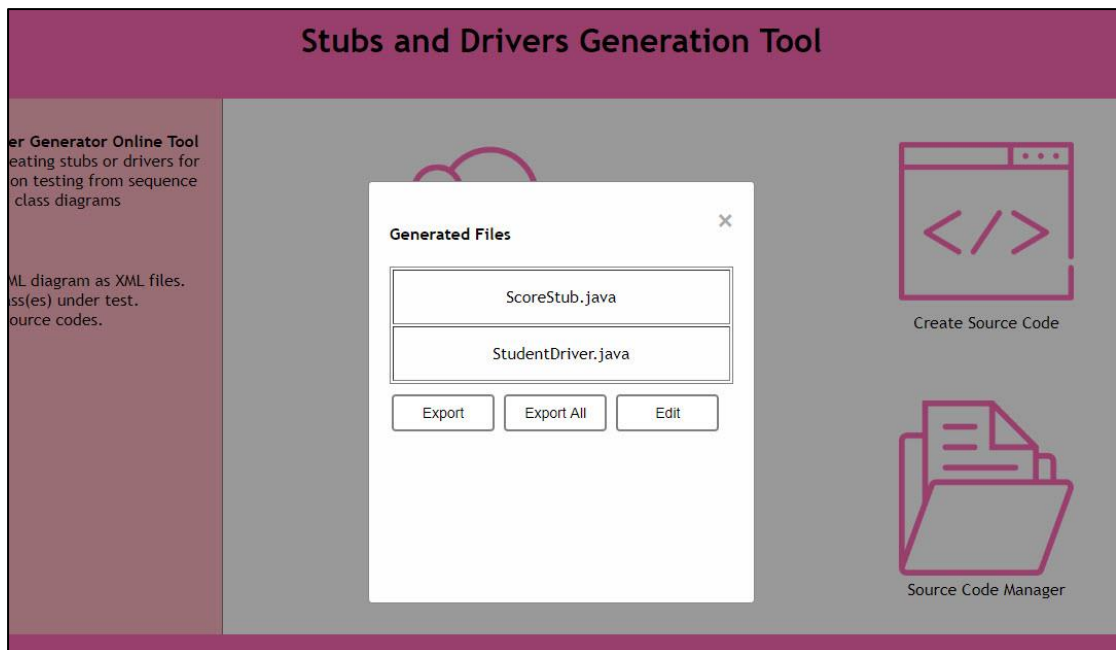 Stubs and Drivers Generation Tool
er Generator Online Tool
eating stubs or drivers for
on testing from sequence
class diagrams
ML diagram as XML files.
ss(es) under test.
ource codes.
Generated Files
×
ScoreStub.java
StudentDriver.java
Export Export All Edit
</>
Create Source Code
Source Code Manager